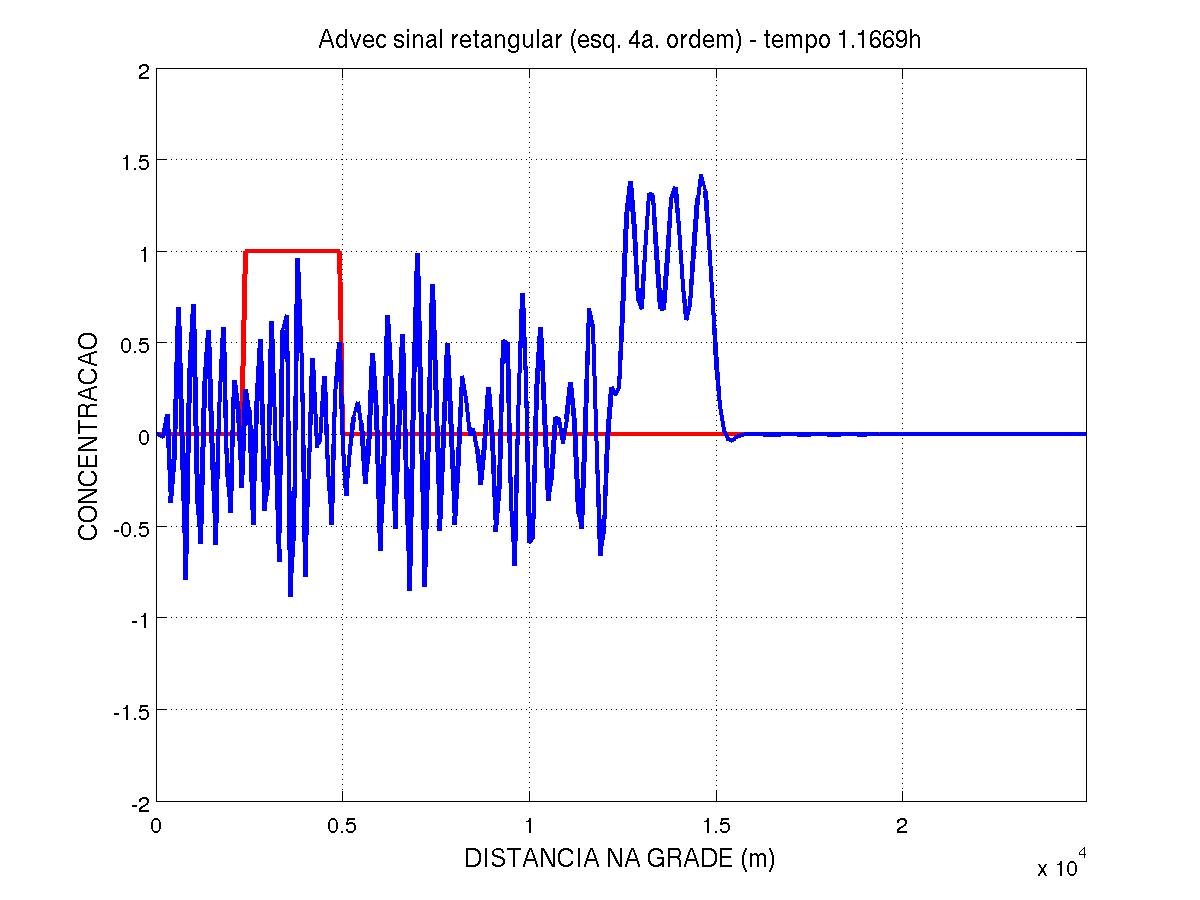 Advec sinal retangular (esq. 4a. ordem) - tempo 1.1669h
2
1.5
1
0.5
0
-0.5
-1
-1.5
-2
CONCENTRACAO
0 0.5 1 1.5 2
DISTANCIA NA GRADE (m)
x 10^4